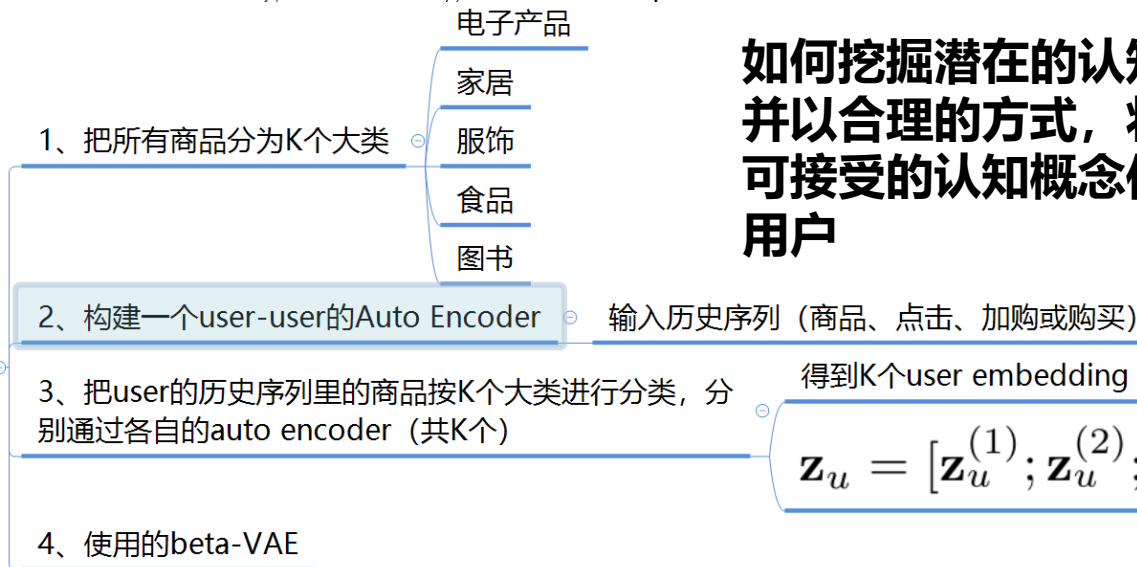 电子产品
家居
1、把所有商品分为K个大类
服饰
食品
图书
如何挖掘潜在的认
并以合理的方式，
可接受的认知概念
用户
2、构建一个user-user的Auto Encoder
输入历史序列（商品、点击、加购或购买）
3、把user的历史序列里的商品按K个大类进行分类，分
别通过各自的auto encoder（共K个）
得到K个user embedding
z_u = [z_u^{(1)}; z_u^{(2)};
4、使用的beta-VAE